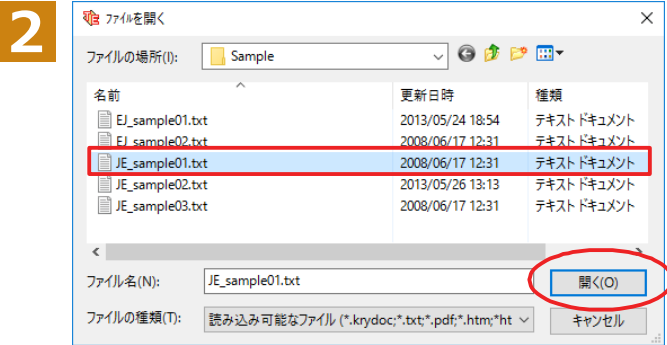 2
ファイルを開く
ファイルの場所(I): Sample
名前 更新日時 種類
EJ_sample01.txt 2013/05/24 18:54 テキスト ドキュメント
EJ_sample02.txt 2008/06/17 12:31 テキスト ドキュメント
JE_sample01.txt 2008/06/17 12:31 テキスト ドキュメント
JE_sample02.txt 2013/05/26 13:13 テキスト ドキュメント
JE_sample03.txt 2008/06/17 12:31 テキスト ドキュメント
ファイル名(N): JE_sample01.txt 開く(O)
ファイルの種類(T): 読み込み可能なファイル (*.krydoc;*.txt;*.pdf;*.htm;*ht キャンセル